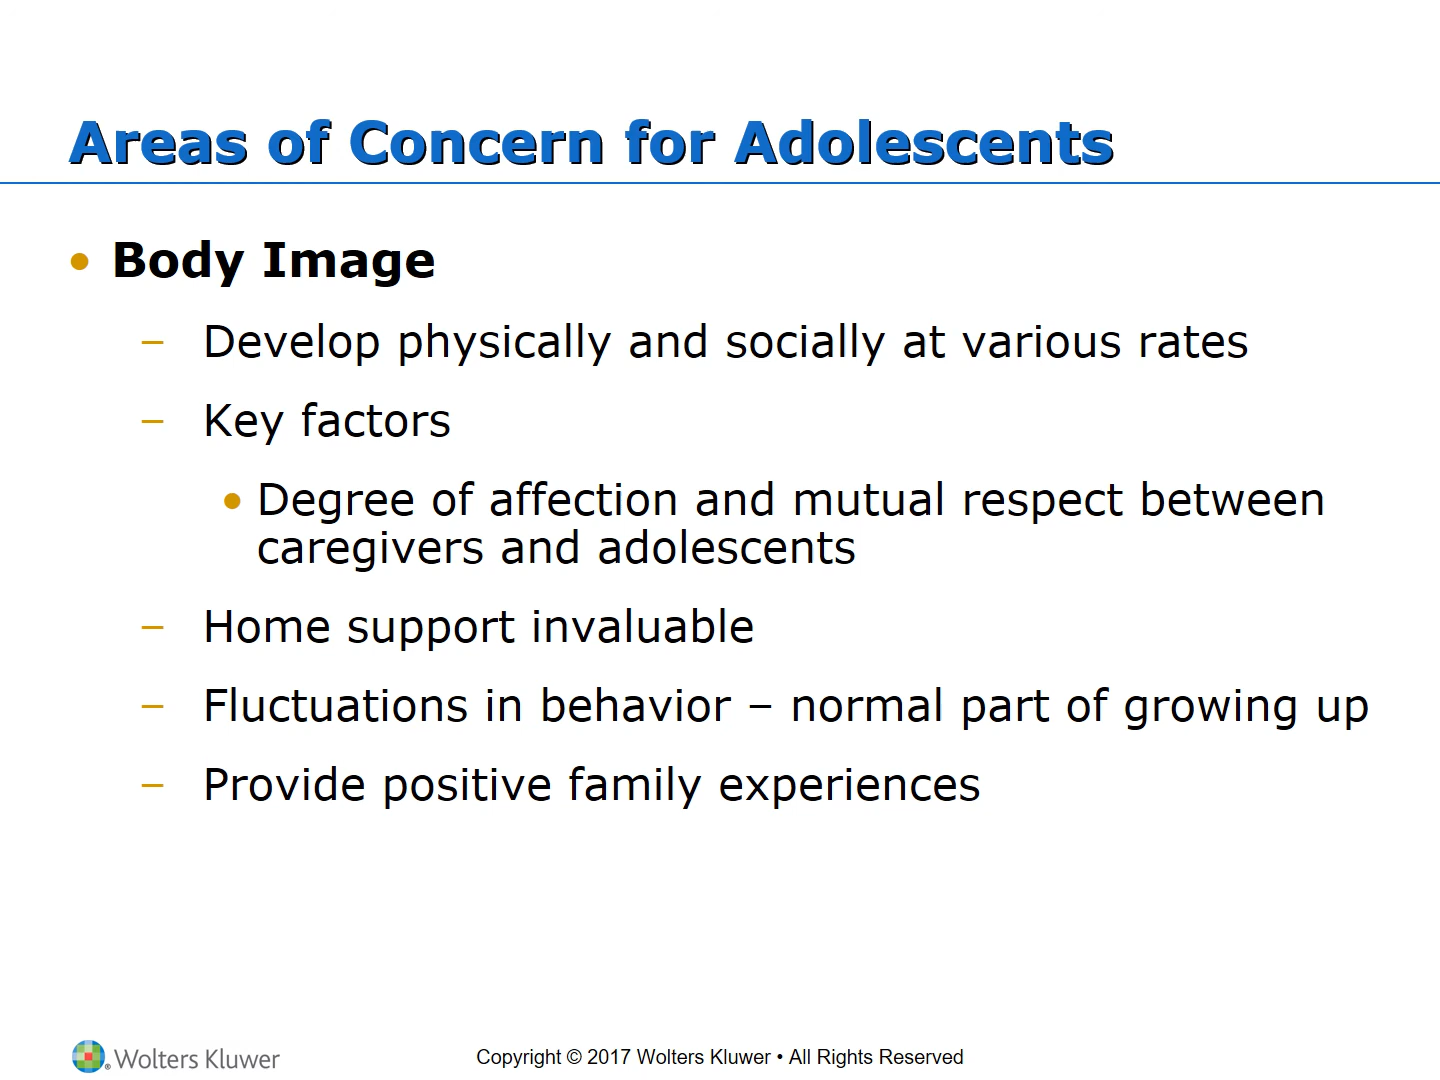 Areas of Concern for Adolescents
• Body Image
– Develop physically and socially at various rates
– Key factors
• Degree of affection and mutual respect between
caregivers and adolescents
– Home support invaluable
– Fluctuations in behavior – normal part of growing up
– Provide positive family experiences
® Wolters Kluwer
Copyright © 2017 Wolters Kluwer • All Rights Reserved